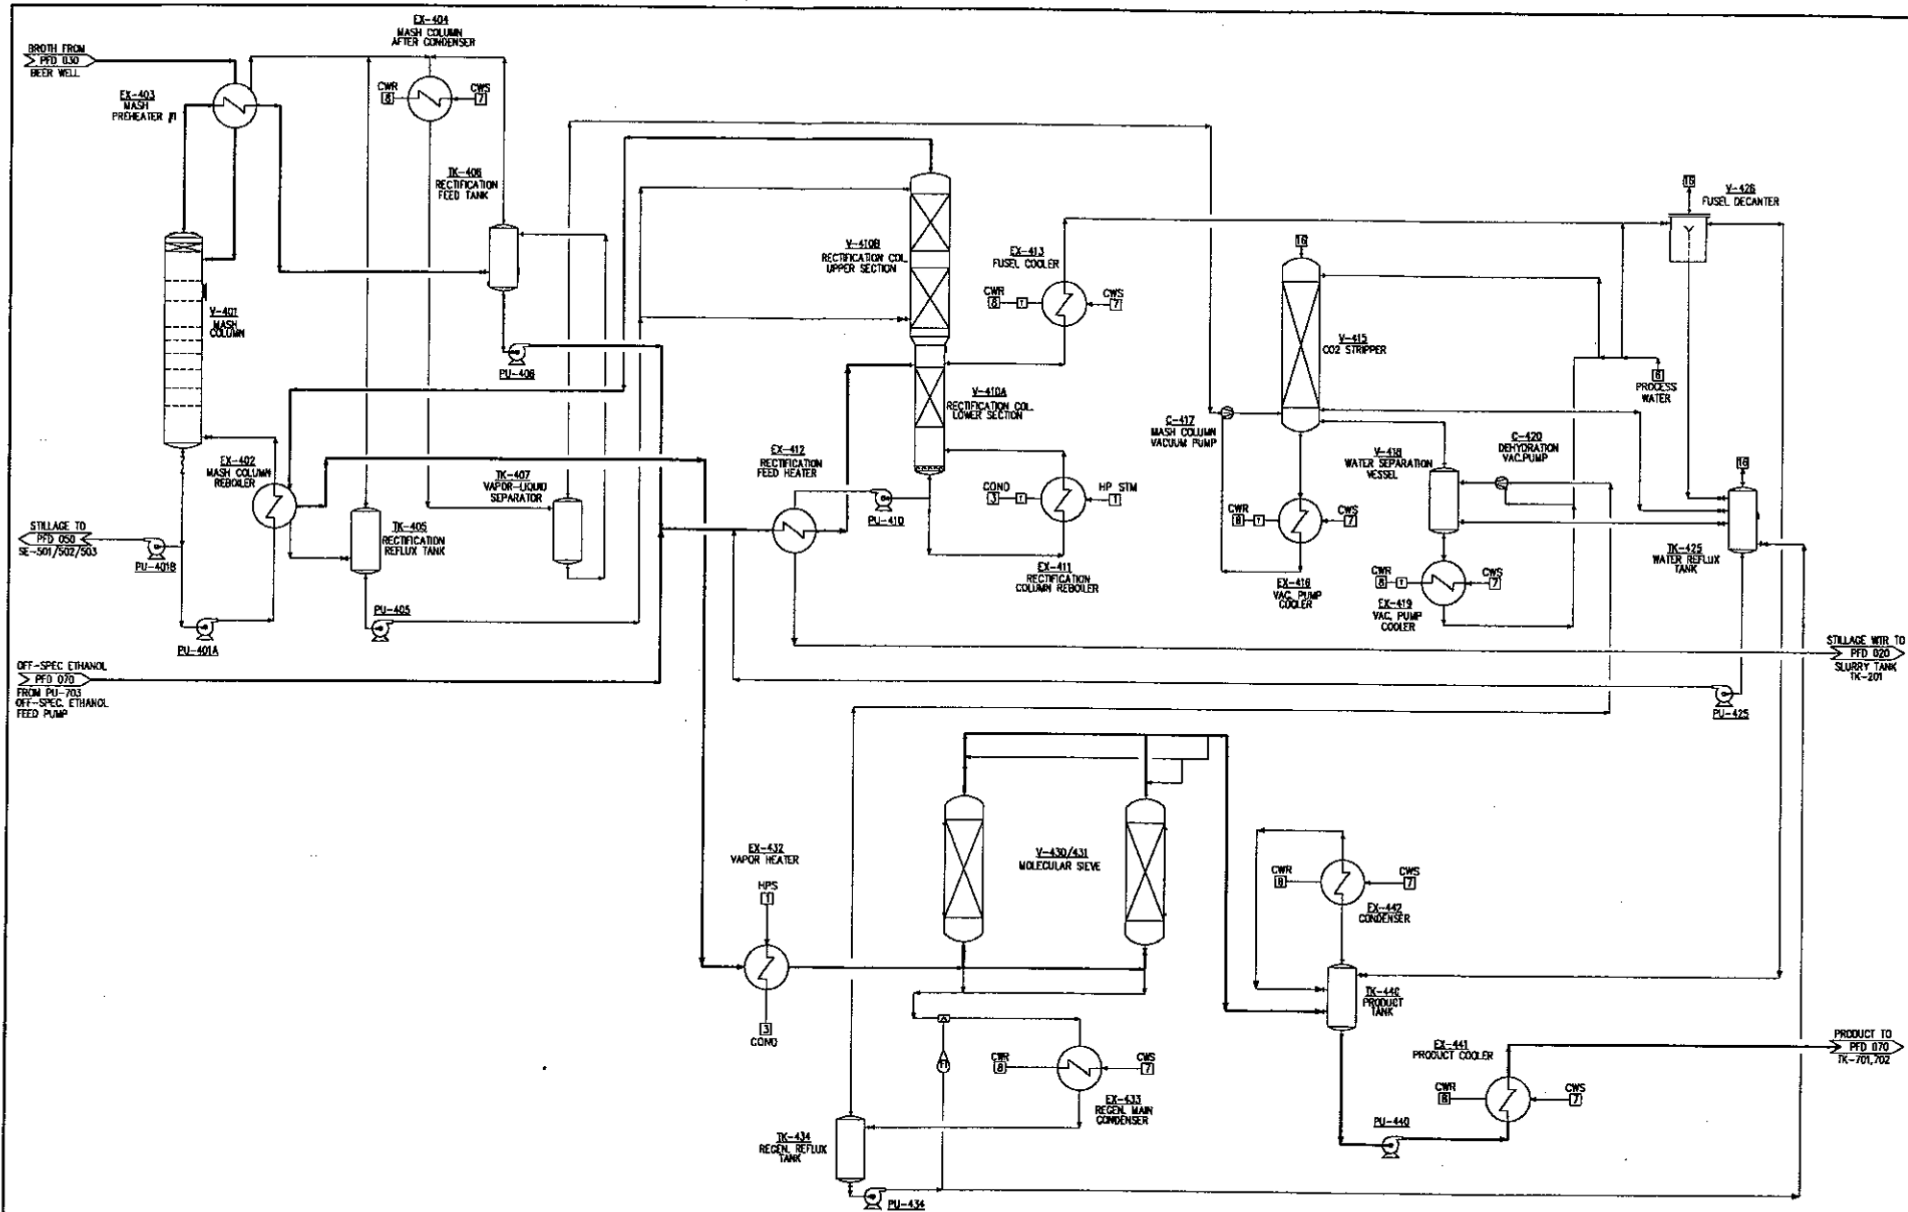 EX-404
MASH COLUMN
AFTER CONDENSER
BROTH FROM
PFD 030
BEER WELL
EX-403
MASH
PREHEATER #1
CWR
8
CWS
7
TK-406
RECTIFICATION
FEED TANK
V-401
MASH
COLUMN
PU-406
EX-402
MASH COLUMN
REBOILER
TK-407
VAPOR-LIQUID
SEPARATOR
STILLAGE TO
PFD 050
SE-501/502/503
PU-401B
TK-405
RECTIFICATION
REFLUX TANK
PU-405
PU-401A
OFF-SPEC ETHANOL
PFD 070
FROM PU-703
OFF-SPEC. ETHANOL
FEED PUMP
V-410B
RECTIFICATION COL.
UPPER SECTION
EX-413
FUSEL COOLER
CWR
8
T
CWS
7
V-410A
RECTIFICATION COL.
LOWER SECTION
EX-412
RECTIFICATION
FEED HEATER
PU-410
COND
3
T
HP STM
1
EX-411
RECTIFICATION
COLUMN REBOILER
16
V-415
CO2 STRIPPER
C-417
MASH COLUMN
VACUUM PUMP
CWR
8
T
CWS
7
EX-416
VAC. PUMP
COOLER
V-418
WATER SEPARATION
VESSEL
C-420
DEHYDRATION
VAC.PUMP
CWR
8
T
CWS
7
EX-419
VAC. PUMP
COOLER
6
PROCESS
WATER
16
V-426
FUSEL DECANTER
16
TK-425
WATER REFLUX
TANK
PU-425
STILLAGE WTR TO
PFD 020
SLURRY TANK
TK-201
EX-432
VAPOR HEATER
HPS
1
3
COND
V-430/431
MOLECULAR SIEVE
CWR
8
CWS
7
EX-433
REGEN. MAIN
CONDENSER
FI
TK-434
REGEN. REFLUX
TANK
PU-434
CWR
8
CWS
7
EX-442
CONDENSER
TK-440
PRODUCT
TANK
EX-441
PRODUCT COOLER
CWR
8
CWS
7
PU-440
PRODUCT TO
PFD 070
TK-701,702